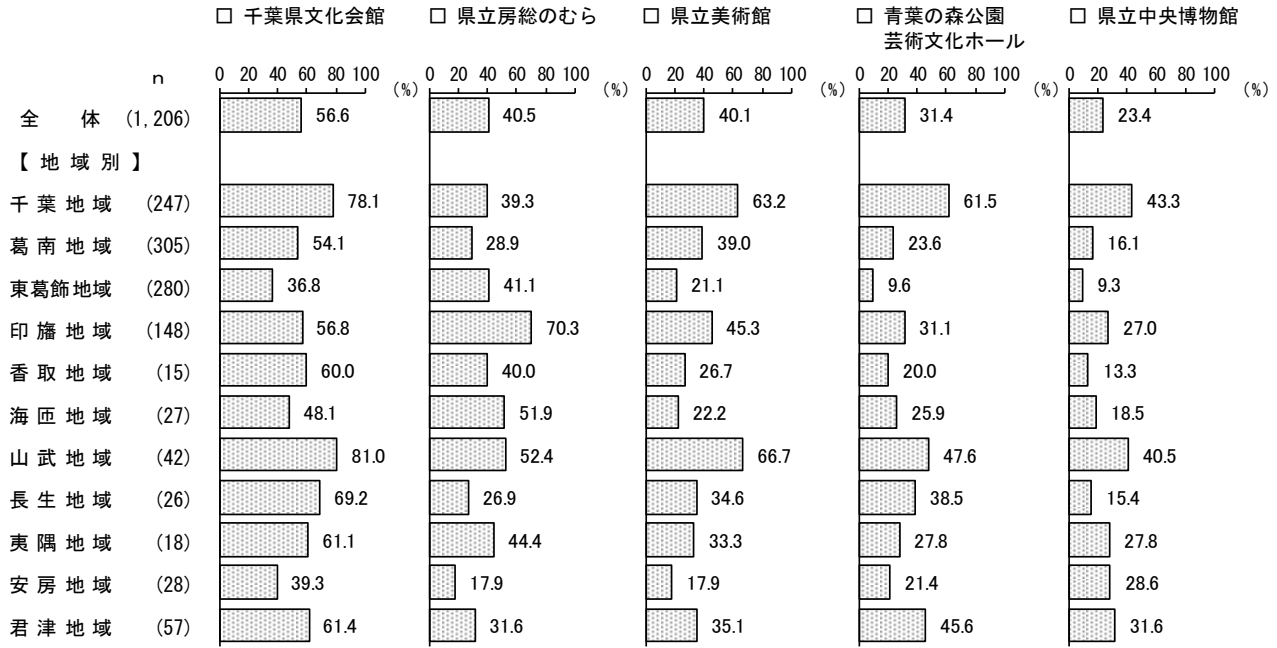 □ 千葉県文化会館 □ 県立房総のむら □ 県立美術館 □ 青葉の森公園 □ 県立中央博物館
芸術文化ホール
n 0 20 40 60 80 100 0 20 40 60 80 100 0 20 40 60 80 100 0 20 40 60 80 100 0 20 40 60 80 100
(%) (%) (%) (%) (%)
全 体 (1,206) 56.6 40.5 40.1 31.4 23.4
【 地 域 別 】
千 葉 地 域 (247) 78.1 39.3 63.2 61.5 43.3
葛 南 地 域 (305) 54.1 28.9 39.0 23.6 16.1
東葛飾地域 (280) 36.8 41.1 21.1 9.6 9.3
印 旛 地 域 (148) 56.8 70.3 45.3 31.1 27.0
香 取 地 域 (15) 60.0 40.0 26.7 20.0 13.3
海 匝 地 域 (27) 48.1 51.9 22.2 25.9 18.5
山 武 地 域 (42) 81.0 52.4 66.7 47.6 40.5
長 生 地 域 (26) 69.2 26.9 34.6 38.5 15.4
夷 隅 地 域 (18) 61.1 44.4 33.3 27.8 27.8
安 房 地 域 (28) 39.3 17.9 17.9 21.4 28.6
君 津 地 域 (57) 61.4 31.6 35.1 45.6 31.6